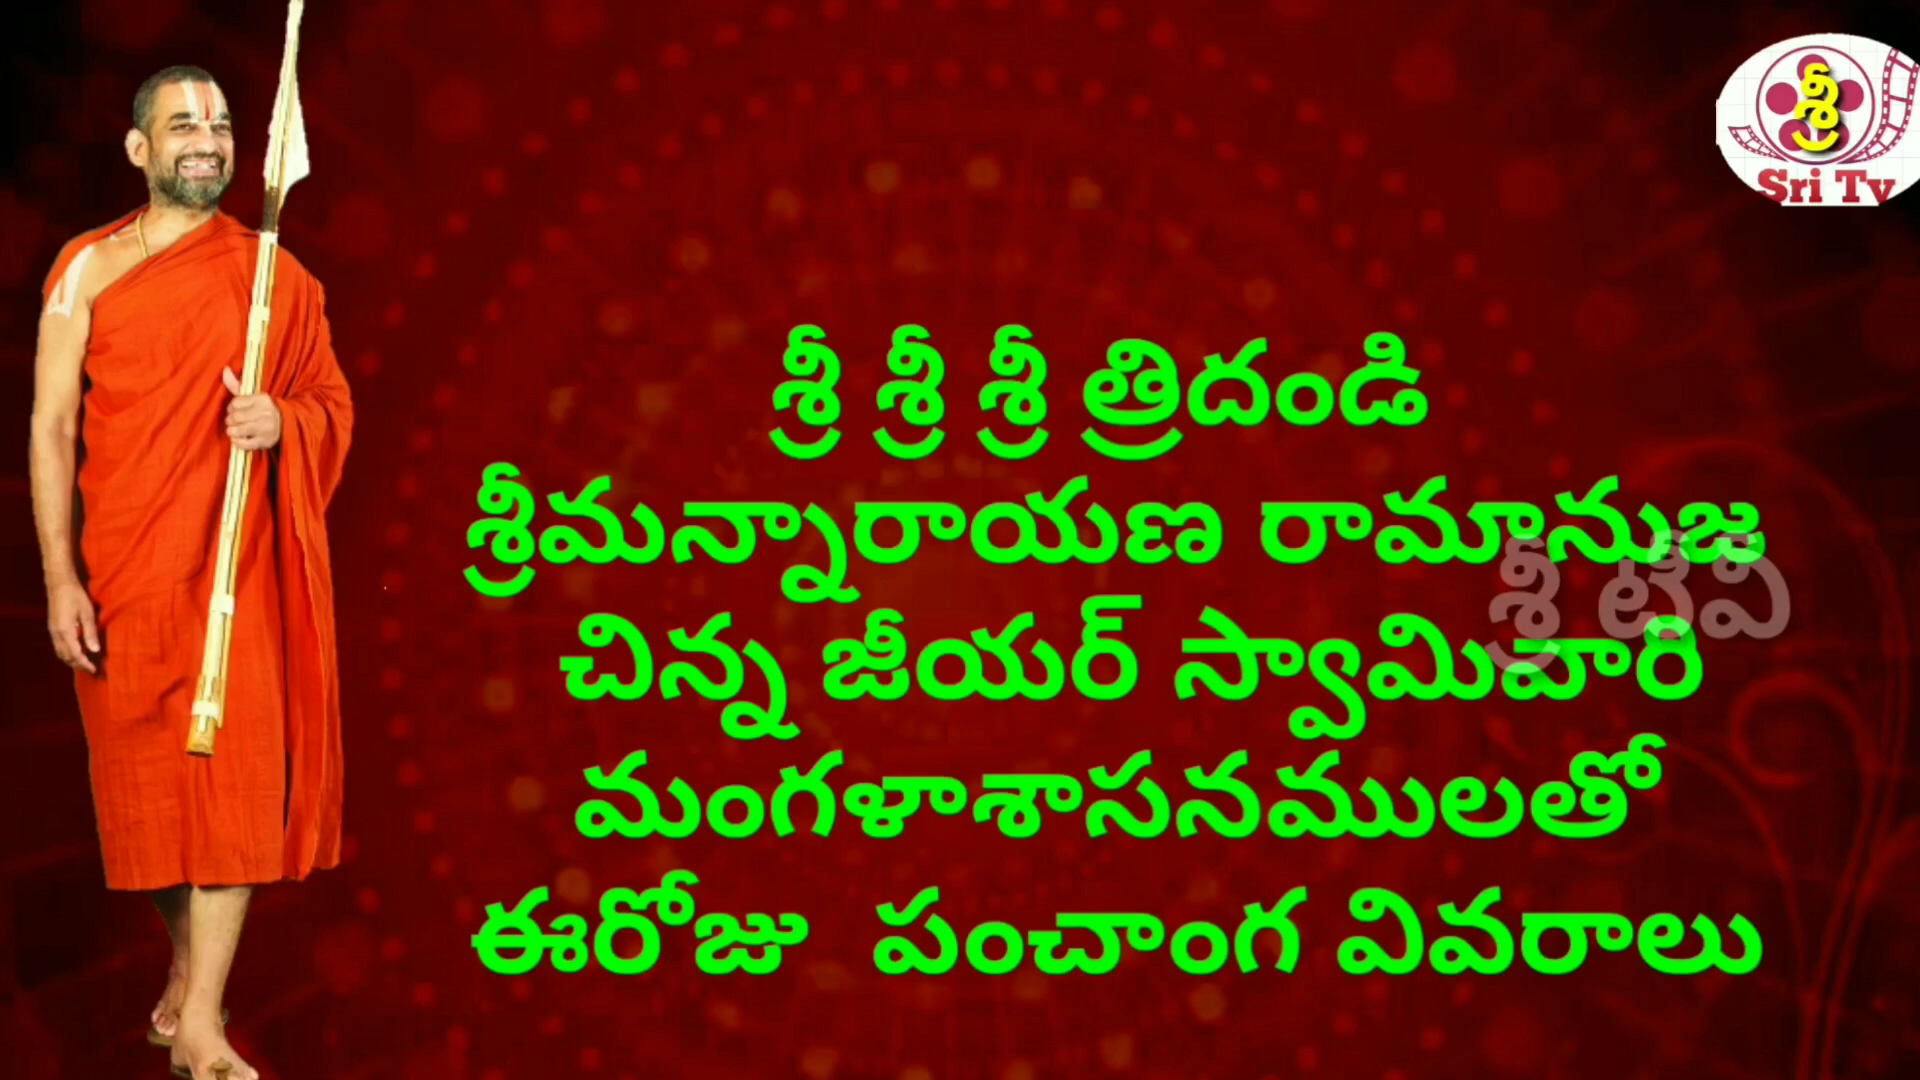 శ్రీ
Sri Tv
శ్రీ శ్రీ శ్రీ త్రిదండి
శ్రీమన్నారాయణ రామానుజ
చిన్న జీయర్ స్వామివారి
మంగళాశాసనములతో
ఈరోజు పంచాంగ వివరాలు
శ్రీ టీవీ